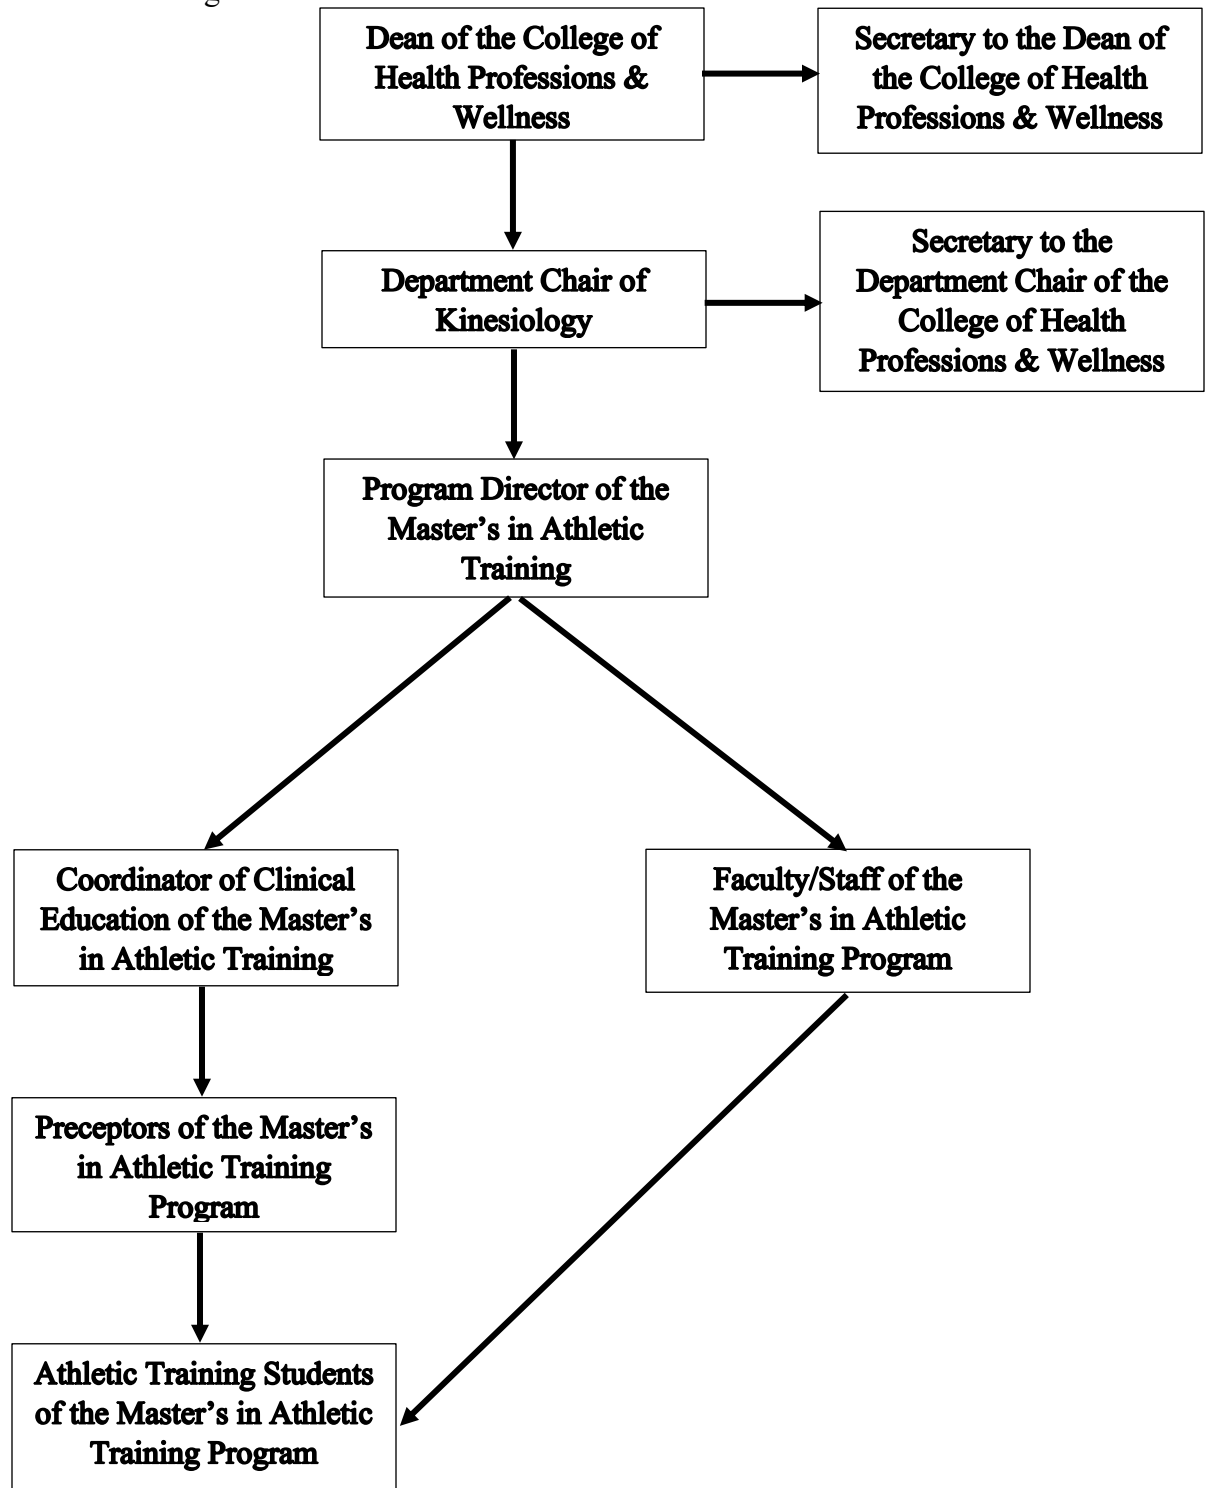 Dean of the College of
Health Professions &
Wellness
Secretary to the Dean of
the College of Health
Professions & Wellness
Department Chair of
Kinesiology
Secretary to the
Department Chair of the
College of Health
Professions & Wellness
Program Director of the
Master’s in Athletic
Training
Coordinator of Clinical
Education of the Master’s
in Athletic Training
Faculty/Staff of the
Master’s in Athletic
Training Program
Preceptors of the Master’s
in Athletic Training
Program
Athletic Training Students
of the Master’s in Athletic
Training Program